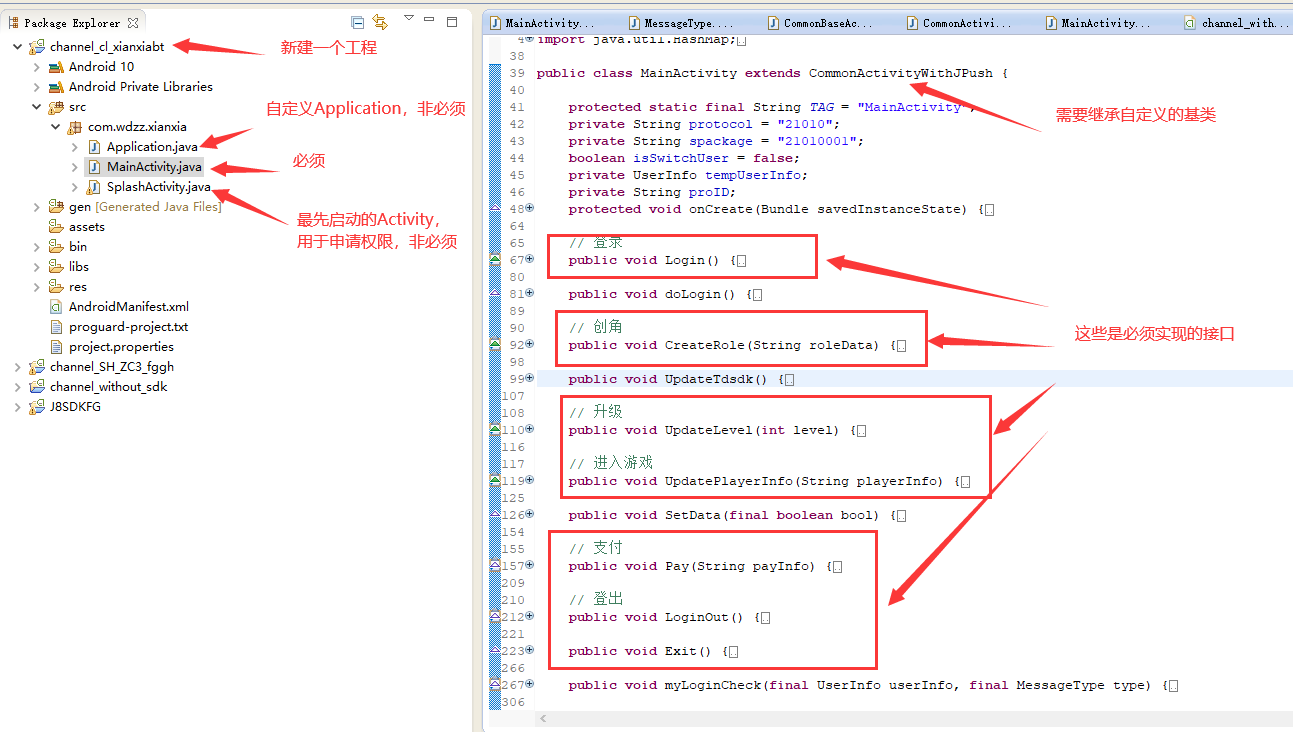 Package Explorer
channel_cl_xianxiabt
新建一个工程
Android 10
Android Private Libraries
src
自定义Application，非必须
com.wdzz.xianxia
Application.java
MainActivity.java
必须
SplashActivity.java
gen [Generated Java Files]
最先启动的Activity，
用于申请权限，非必须
assets
bin
libs
res
AndroidManifest.xml
proguard-project.txt
project.properties
channel_SH_ZC3_fggh
channel_without_sdk
J8SDKFG
MainActivity...
MessageType....
CommonBaseAc...
CommonActivi...
MainActivity...
channel_with...
4 import java.util.HashMap;
38
39 public class MainActivity extends CommonActivityWithJPush {
40
需要继承自定义的基类
41 protected static final String TAG = "MainActivity";
42 private String protocol = "21010";
43 private String spackage = "21010001";
44 boolean isSwitchUser = false;
45 private UserInfo tempUserInfo;
46 private String proID;
48 protected void onCreate(Bundle savedInstanceState) {
64
65 // 登录
67 public void Login() {
80
81 public void doLogin() {
89
90 // 创角
这些是必须实现的接口
92 public void CreateRole(String roleData) {
98
99 public void UpdateTdsdk() {
107
108 // 升级
110 public void UpdateLevel(int level) {
116
117 // 进入游戏
119 public void UpdatePlayerInfo(String playerInfo) {
125
126 public void SetData(final boolean bool) {
154
155 // 支付
157 public void Pay(String payInfo) {
209
210 // 登出
212 public void LoginOut() {
221
223 public void Exit() {
266
267 public void myLoginCheck(final UserInfo userInfo, final MessageType type) {
306